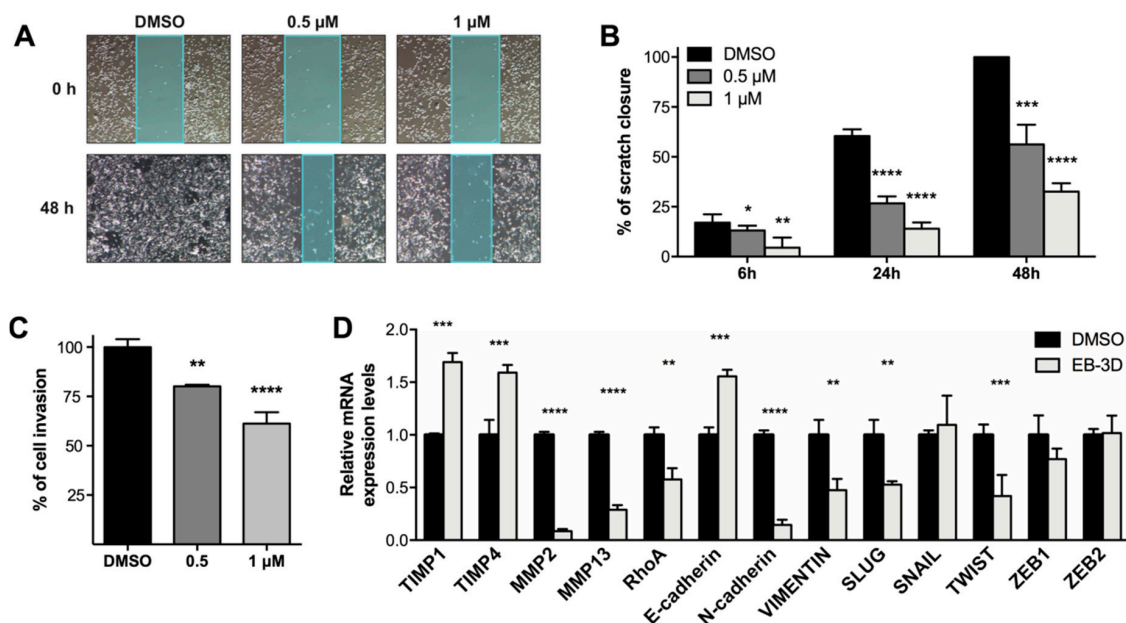 A
DMSO
0.5 µM
1 µM
0 h
48 h
B
DMSO
0.5 µM
1 µM
% of scratch closure
100
75
50
25
0
*
**
****
****
***
****
6h
24h
48h
C
% of cell invasion
100
75
50
25
**
****
DMSO
0.5
1 µM
D
DMSO
EB-3D
Relative mRNA
expression levels
2.0
1.5
1.0
0.5
0.0
***
***
****
****
**
***
****
**
**
***
TIMP1
TIMP4
MMP2
MMP13
RhoA
E-cadherin
N-cadherin
VIMENTIN
SLUG
SNAIL
TWIST
ZEB1
ZEB2